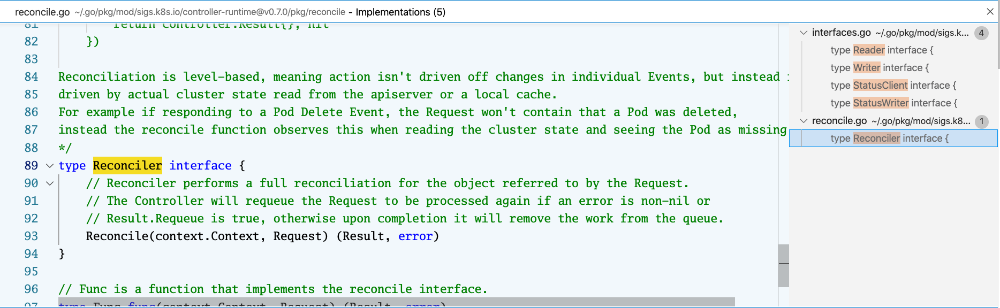 reconcile.go ~/.go/pkg/mod/sigs.k8s.io/controller-runtime@v0.7.0/pkg/reconcile - Implementations (5)
81 return controller.Result{}, nil
82 })
83
84 Reconciliation is level-based, meaning action isn't driven off changes in individual Events, but instead
85 driven by actual cluster state read from the apiserver or a local cache.
86 For example if responding to a Pod Delete Event, the Request won't contain that a Pod was deleted,
87 instead the reconcile function observes this when reading the cluster state and seeing the Pod as missing
88 */
89 type Reconciler interface {
90 // Reconciler performs a full reconciliation for the object referred to by the Request.
91 // The Controller will requeue the Request to be processed again if an error is non-nil or
92 // Result.Requeue is true, otherwise upon completion it will remove the work from the queue.
93 Reconcile(context.Context, Request) (Result, error)
94 }
95
96 // Func is a function that implements the reconcile interface.
97 type Func func(context.Context, Request) (Result, error)
interfaces.go ~/.go/pkg/mod/sigs.k... 4
type Reader interface {
type Writer interface {
type StatusClient interface {
type StatusWriter interface {
reconcile.go ~/.go/pkg/mod/sigs.k8... 1
type Reconciler interface {